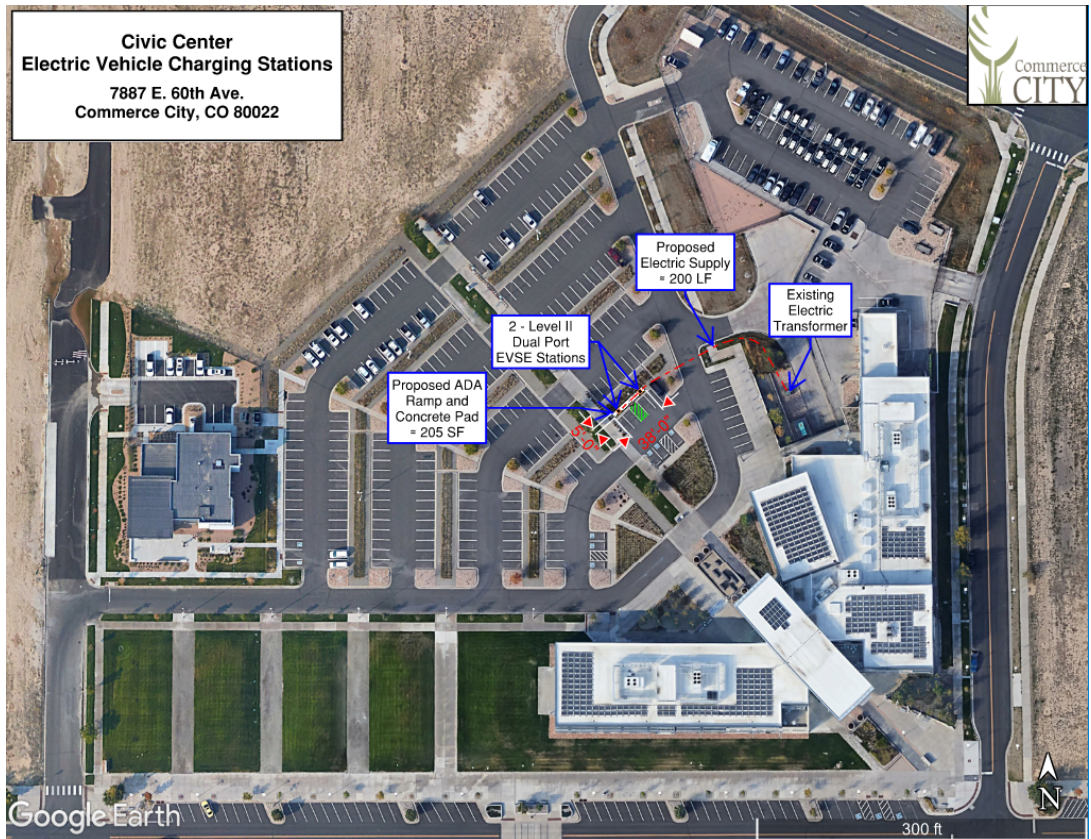 Civic Center
Electric Vehicle Charging Stations
7887 E. 60th Ave.
Commerce City, CO 80022
Commerce
CITY
Proposed
Electric Supply
≈ 200 LF
Existing
Electric
Transformer
2 - Level II
Dual Port
EVSE Stations
Proposed ADA
Ramp and
Concrete Pad
≈ 205 SF
5'-0"
38'-0"
N
Google Earth
300 ft